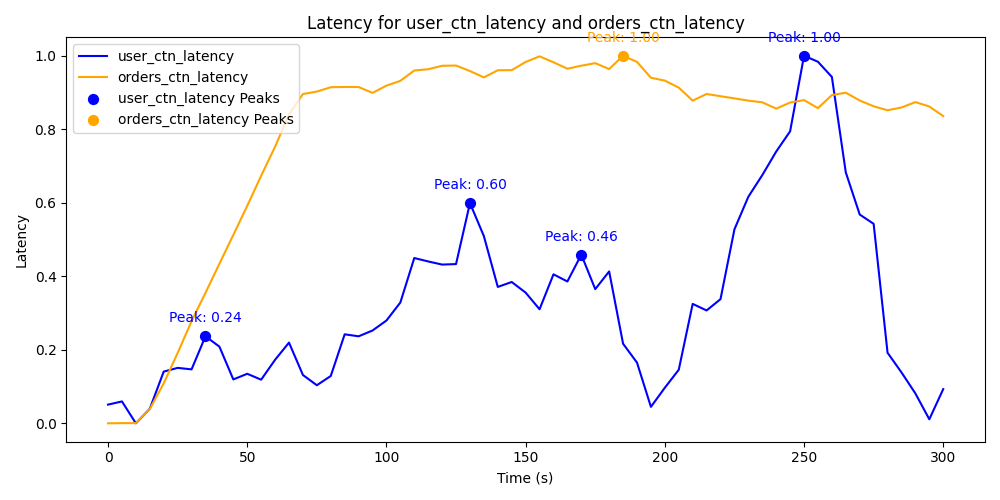 Latency for user_ctn_latency and orders_ctn_latency
Peak: 1.00
Peak: 1.00
user_ctn_latency
orders_ctn_latency
user_ctn_latency Peaks
orders_ctn_latency Peaks
Peak: 0.60
Peak: 0.46
Peak: 0.24
1.0
0.8
0.6
0.4
0.2
0.0
Latency
0 50 100 150 200 250 300
Time (s)